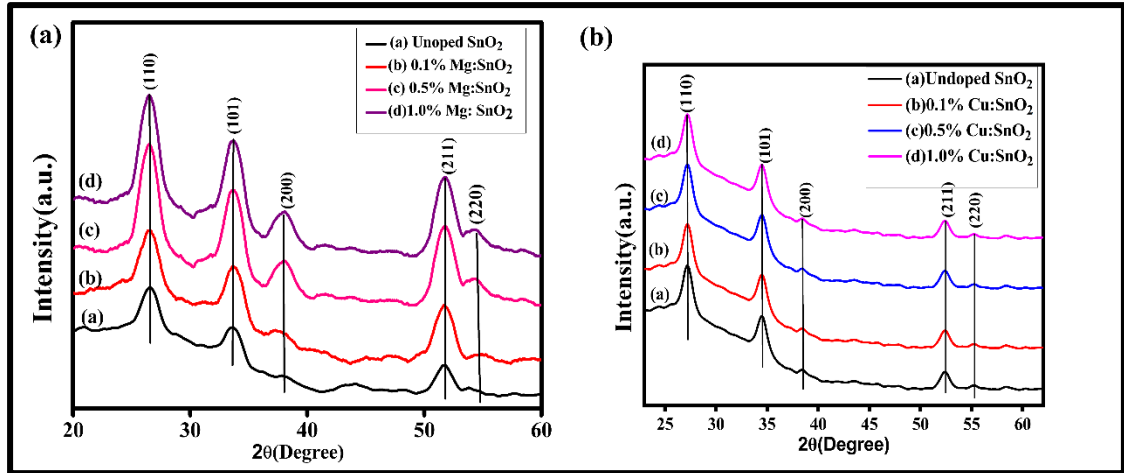 (a)
(a) Unoped SnO₂
(b) 0.1% Mg:SnO₂
(c) 0.5% Mg:SnO₂
(d)1.0% Mg: SnO₂
(110)
(101)
(200)
(211)
(220)
(d)
(c)
(b)
(a)
Intensity(a.u.)
20 30 40 50 60
2θ(Degree)
(b)
(a)Undoped SnO₂
(b)0.1% Cu:SnO₂
(c)0.5% Cu:SnO₂
(d)1.0% Cu:SnO₂
(110)
(101)
(200)
(211)
(220)
(d)
(c)
(b)
(a)
Intensity(a.u.)
25 30 35 40 45 50 55 60
2θ(Degree)